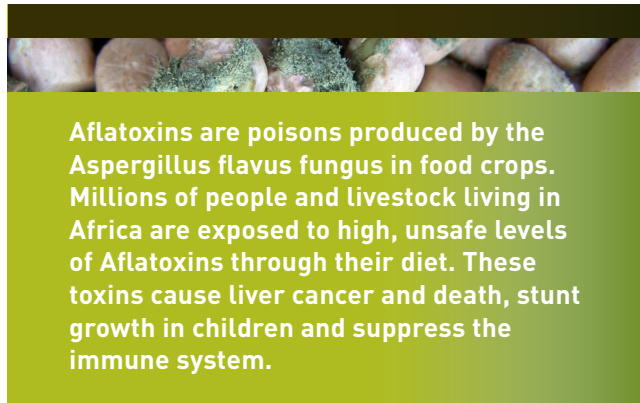 Aflatoxins are poisons produced by the
Aspergillus flavus fungus in food crops.
Millions of people and livestock living in
Africa are exposed to high, unsafe levels
of Aflatoxins through their diet. These
toxins cause liver cancer and death, stunt
growth in children and suppress the
immune system.